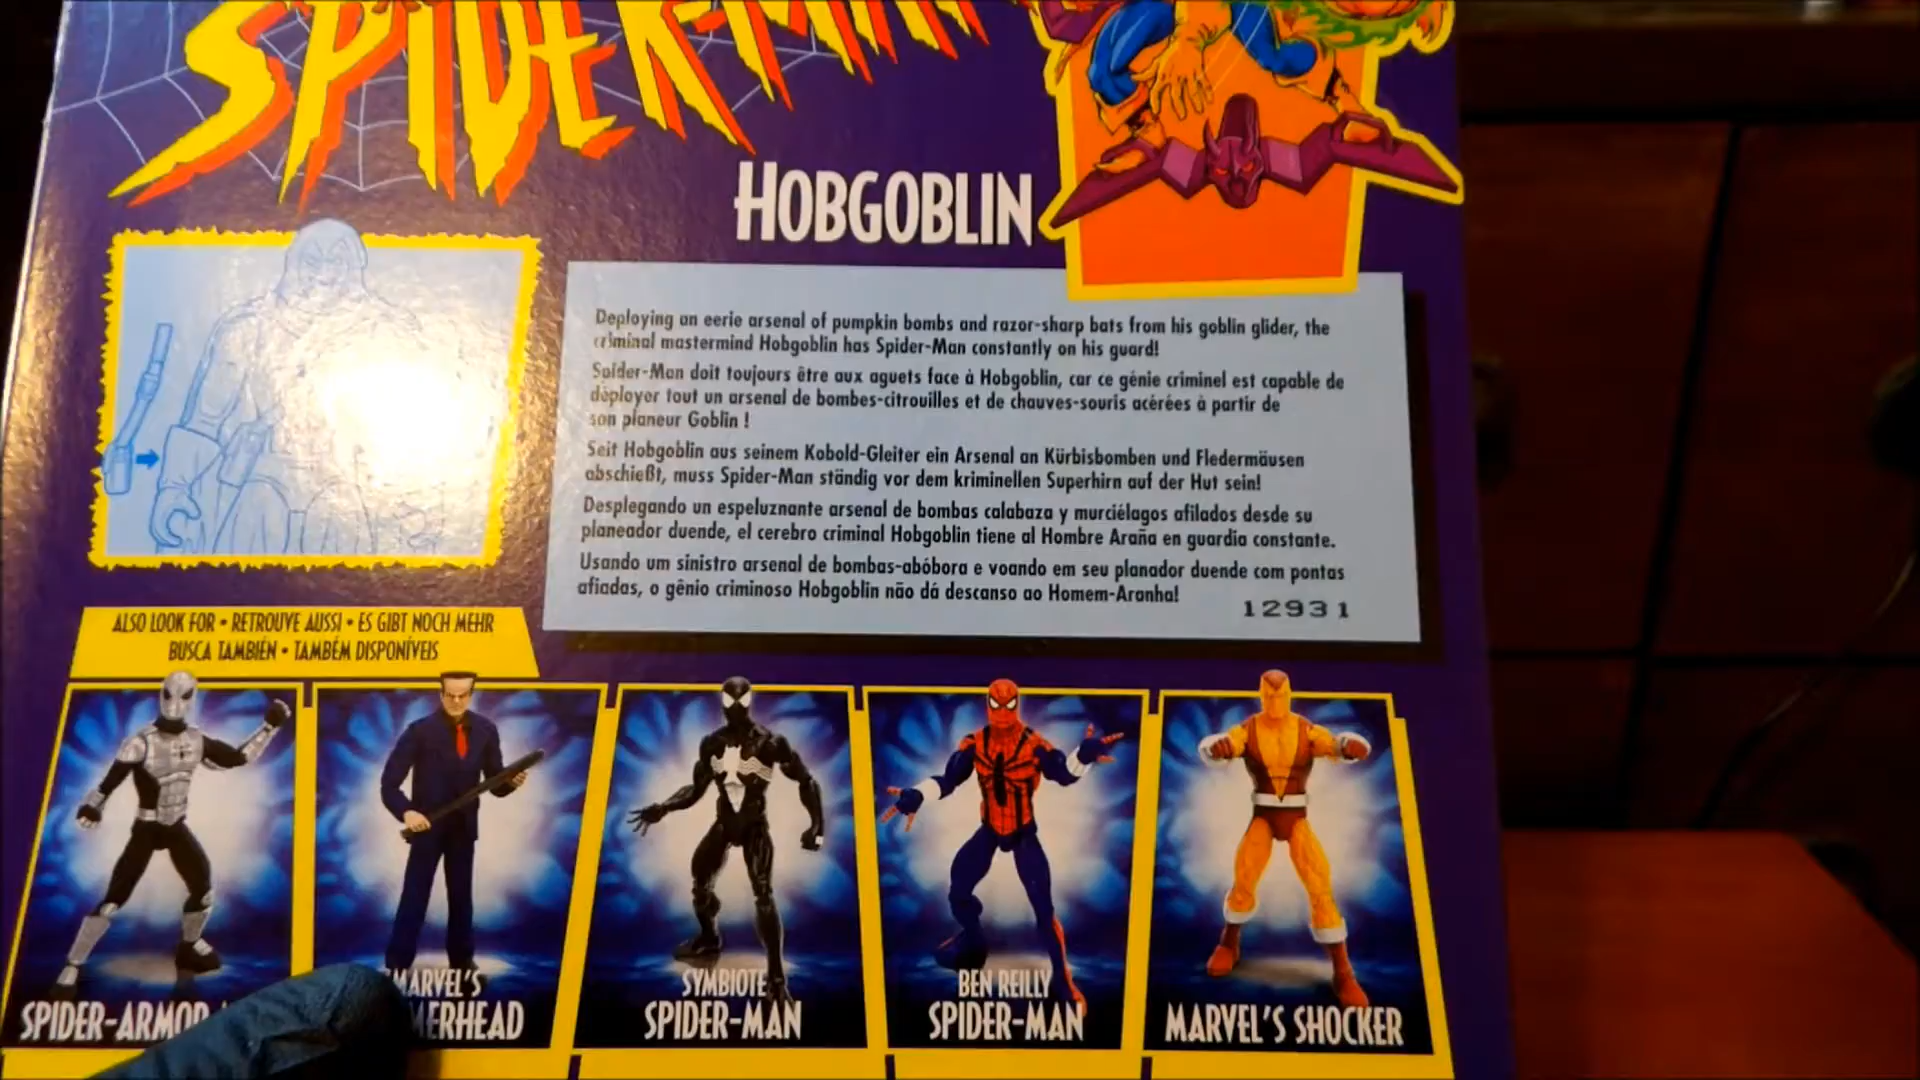 SPIDER-MAN
HOBGOBLIN
Deploying an eerie arsenal of pumpkin bombs and razor-sharp bats from his goblin glider, the
criminal mastermind Hobgoblin has Spider-Man constantly on his guard!
Spider-Man doit toujours être aux aguets face à Hobgoblin, car ce génie criminel est capable de
déployer tout un arsenal de bombes-citrouilles et de chauves-souris acérées à partir de
son planeur Goblin !
Seit Hobgoblin aus seinem Kobold-Gleiter ein Arsenal an Kürbisbomben und Fledermäusen
abschießt, muss Spider-Man ständig vor dem kriminellen Superhirn auf der Hut sein!
Desplegando un espeluznante arsenal de bombas calabaza y murciélagos afilados desde su
planeador duende, el cerebro criminal Hobgoblin tiene al Hombre Araña en guardia constante.
Usando um sinistro arsenal de bombas-abóbora e voando em seu planador duende com pontas
afiadas, o gênio criminoso Hobgoblin não dá descanso ao Homem-Aranha!
12931
ALSO LOOK FOR • RETROUVE AUSSI • ES GIBT NOCH MEHR
BUSCA TAMBIÉN • TAMBÉM DISPONÍVEIS
SPIDER-ARMOR
MARVEL'S
ERHEAD
SYMBIOTE
SPIDER-MAN
BEN REILLY
SPIDER-MAN
MARVEL'S SHOCKER